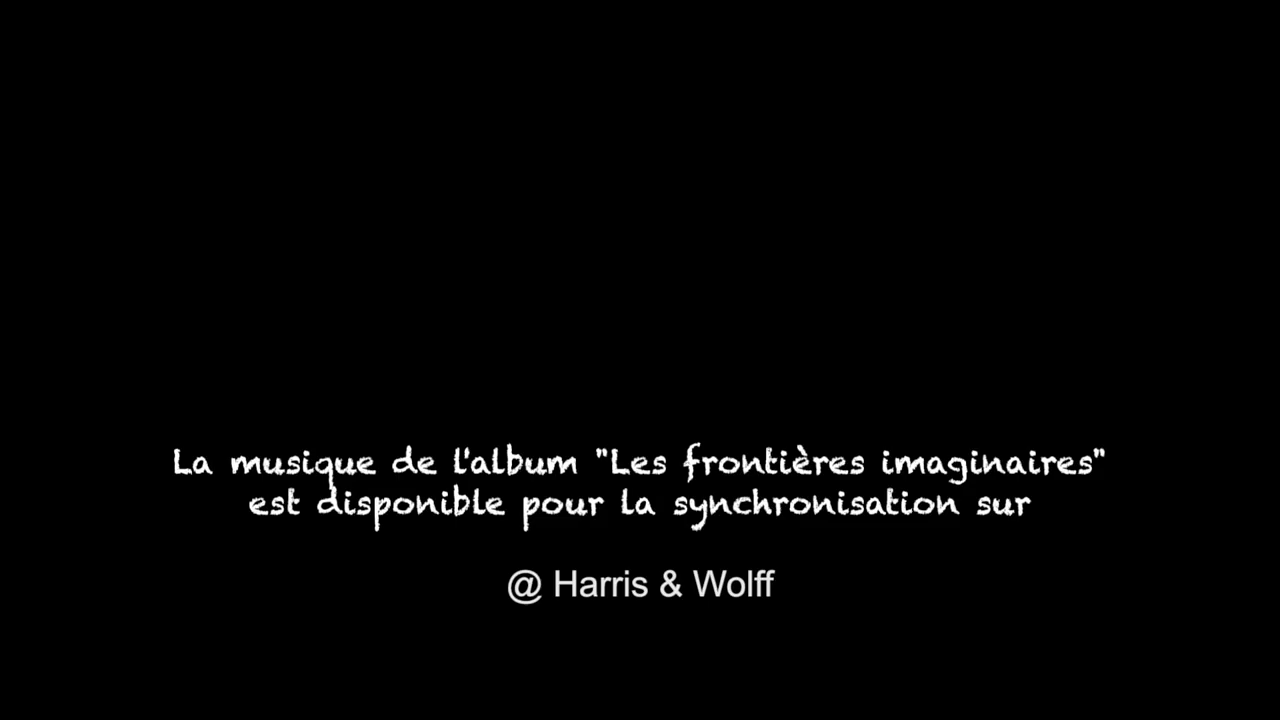 La musique de l'album "Les frontières imaginaires"
est disponible pour la synchronisation sur
@ Harris & Wolff